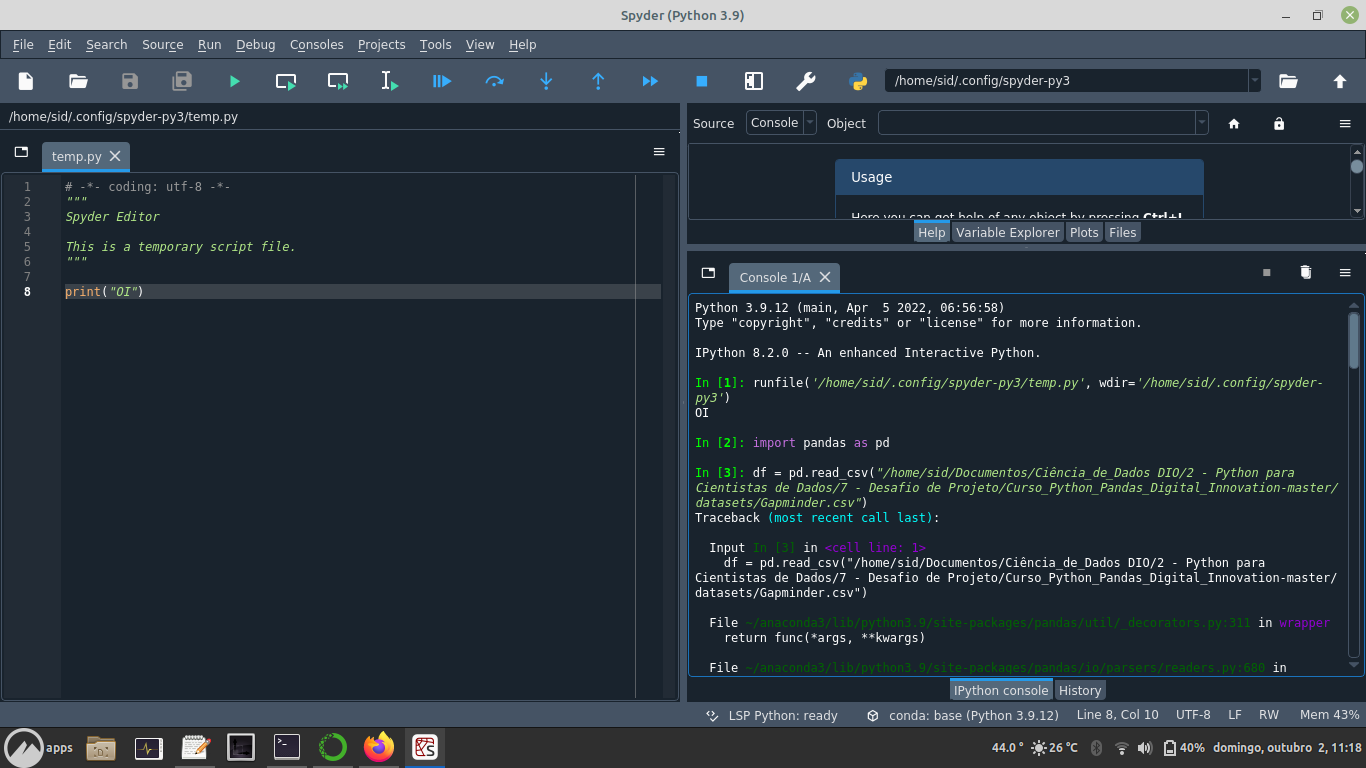 Spyder (Python 3.9)
File Edit Search Source Run Debug Consoles Projects Tools View Help
/home/sid/.config/spyder-py3
/home/sid/.config/spyder-py3/temp.py
temp.py
1 # -*- coding: utf-8 -*-
2 """
3 Spyder Editor
4
5 This is a temporary script file.
6 """
7
8 print("OI")
Source Console Object
Usage
Here you can get help of any object by pressing Ctrl+I
Help Variable Explorer Plots Files
Console 1/A
Python 3.9.12 (main, Apr  5 2022, 06:56:58)
Type "copyright", "credits" or "license" for more information.
IPython 8.2.0 -- An enhanced Interactive Python.
In [1]: runfile('/home/sid/.config/spyder-py3/temp.py', wdir='/home/sid/.config/spyder-
py3')
OI
In [2]: import pandas as pd
In [3]: df = pd.read_csv("/home/sid/Documentos/Ciência_de_Dados DIO/2 - Python para
Cientistas de Dados/7 - Desafio de Projeto/Curso_Python_Pandas_Digital_Innovation-master/
datasets/Gapminder.csv")
Traceback (most recent call last):
Input In [3] in <cell line: 1>
df = pd.read_csv("/home/sid/Documentos/Ciência_de_Dados DIO/2 - Python para
Cientistas de Dados/7 - Desafio de Projeto/Curso_Python_Pandas_Digital_Innovation-master/
datasets/Gapminder.csv")
File ~/anaconda3/lib/python3.9/site-packages/pandas/util/_decorators.py:311 in wrapper
return func(*args, **kwargs)
File ~/anaconda3/lib/python3.9/site-packages/pandas/io/parsers/readers.py:680 in
IPython console History
LSP Python: ready conda: base (Python 3.9.12) Line 8, Col 10 UTF-8 LF RW Mem 43%
apps 44.0 ° 26 °C 40% domingo, outubro  2, 11:18